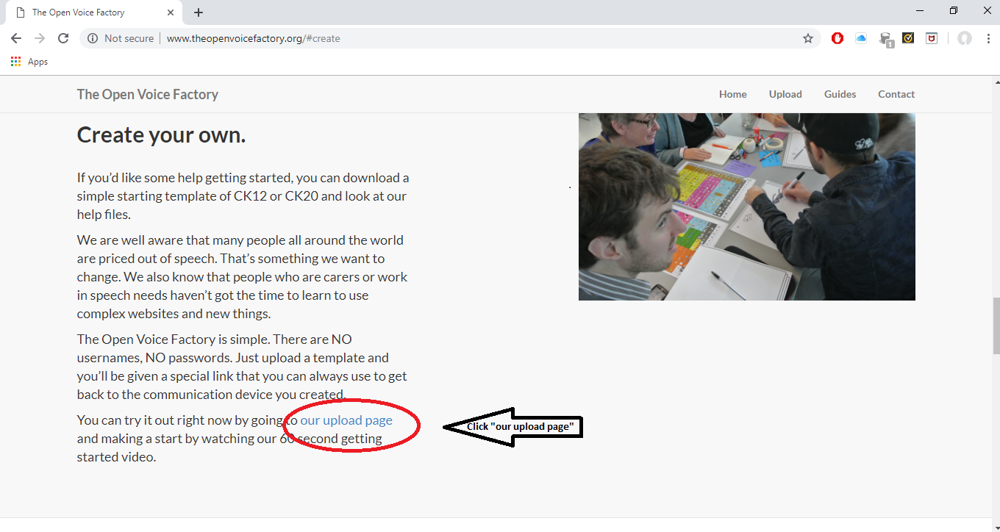 The Open Voice Factory
Not secure | www.theopenvoicefactory.org/#create
1
Apps
The Open Voice Factory
Home Upload Guides Contact
Create your own.
If you’d like some help getting started, you can download a
simple starting template of CK12 or CK20 and look at our
help files.
We are well aware that many people all around the world
are priced out of speech. That’s something we want to
change. We also know that people who are carers or work
in speech needs haven’t got the time to learn to use
complex websites and new things.
The Open Voice Factory is simple. There are NO
usernames, NO passwords. Just upload a template and
you’ll be given a special link that you can always use to get
back to the communication device you created.
You can try it out right now by going to our upload page
and making a start by watching our 60 second getting
started video.
Click "our upload page"